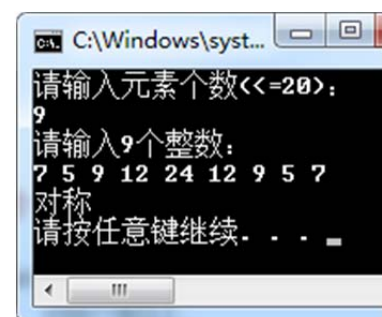 C:\Windows\syst...
请输入元素个数(<=20):
9
请输入9个整数:
7 5 9 12 24 12 9 5 7
对称
请按任意键继续. . .